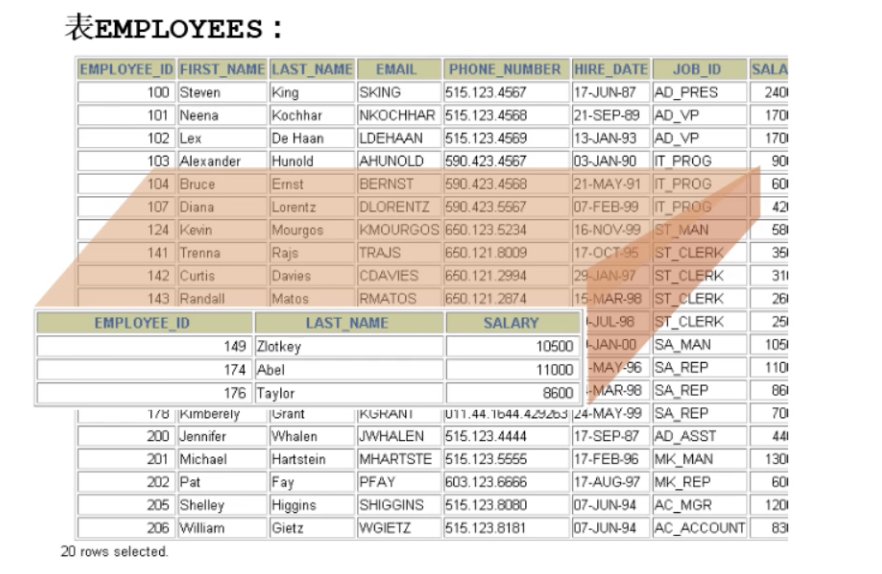 表EMPLOYEES：
EMPLOYEE_ID FIRST_NAME LAST_NAME EMAIL PHONE_NUMBER HIRE_DATE JOB_ID SALA
100 Steven King SKING 515.123.4567 17-JUN-87 AD_PRES 240
101 Neena Kochhar NKOCHHAR 515.123.4568 21-SEP-89 AD_VP 170
102 Lex De Haan LDEHAAN 515.123.4569 13-JAN-93 AD_VP 170
103 Alexander Hunold AHUNOLD 590.423.4567 03-JAN-90 IT_PROG 90
104 Bruce Ernst BERNST 590.423.4568 21-MAY-91 IT_PROG 60
107 Diana Lorentz DLORENTZ 590.423.5567 07-FEB-99 IT_PROG 42
124 Kevin Mourgos KMOURGOS 650.123.5234 16-NOV-99 ST_MAN 58
141 Trenna Rajs TRAJS 650.121.8009 17-OCT-95 ST_CLERK 35
142 Curtis Davies CDAVIES 650.121.2994 29-JAN-97 ST_CLERK 31
143 Randall Matos RMATOS 650.121.2874 15-MAR-98 ST_CLERK 26
EMPLOYEE_ID LAST_NAME SALARY -JUL-98 ST_CLERK 25
149 Zlotkey 10500 -JAN-00 SA_MAN 105
174 Abel 11000 -MAY-96 SA_REP 110
176 Taylor 8600 -MAR-98 SA_REP 86
178 Kimberely Grant KGRANT 011.44.1644.429263 24-MAY-99 SA_REP 70
200 Jennifer Whalen JWHALEN 515.123.4444 17-SEP-87 AD_ASST 44
201 Michael Hartstein MHARTSTE 515.123.5555 17-FEB-96 MK_MAN 130
202 Pat Fay PFAY 603.123.6666 17-AUG-97 MK_REP 60
205 Shelley Higgins SHIGGINS 515.123.8080 07-JUN-94 AC_MGR 120
206 William Gietz WGIETZ 515.123.8181 07-JUN-94 AC_ACCOUNT 83
20 rows selected.